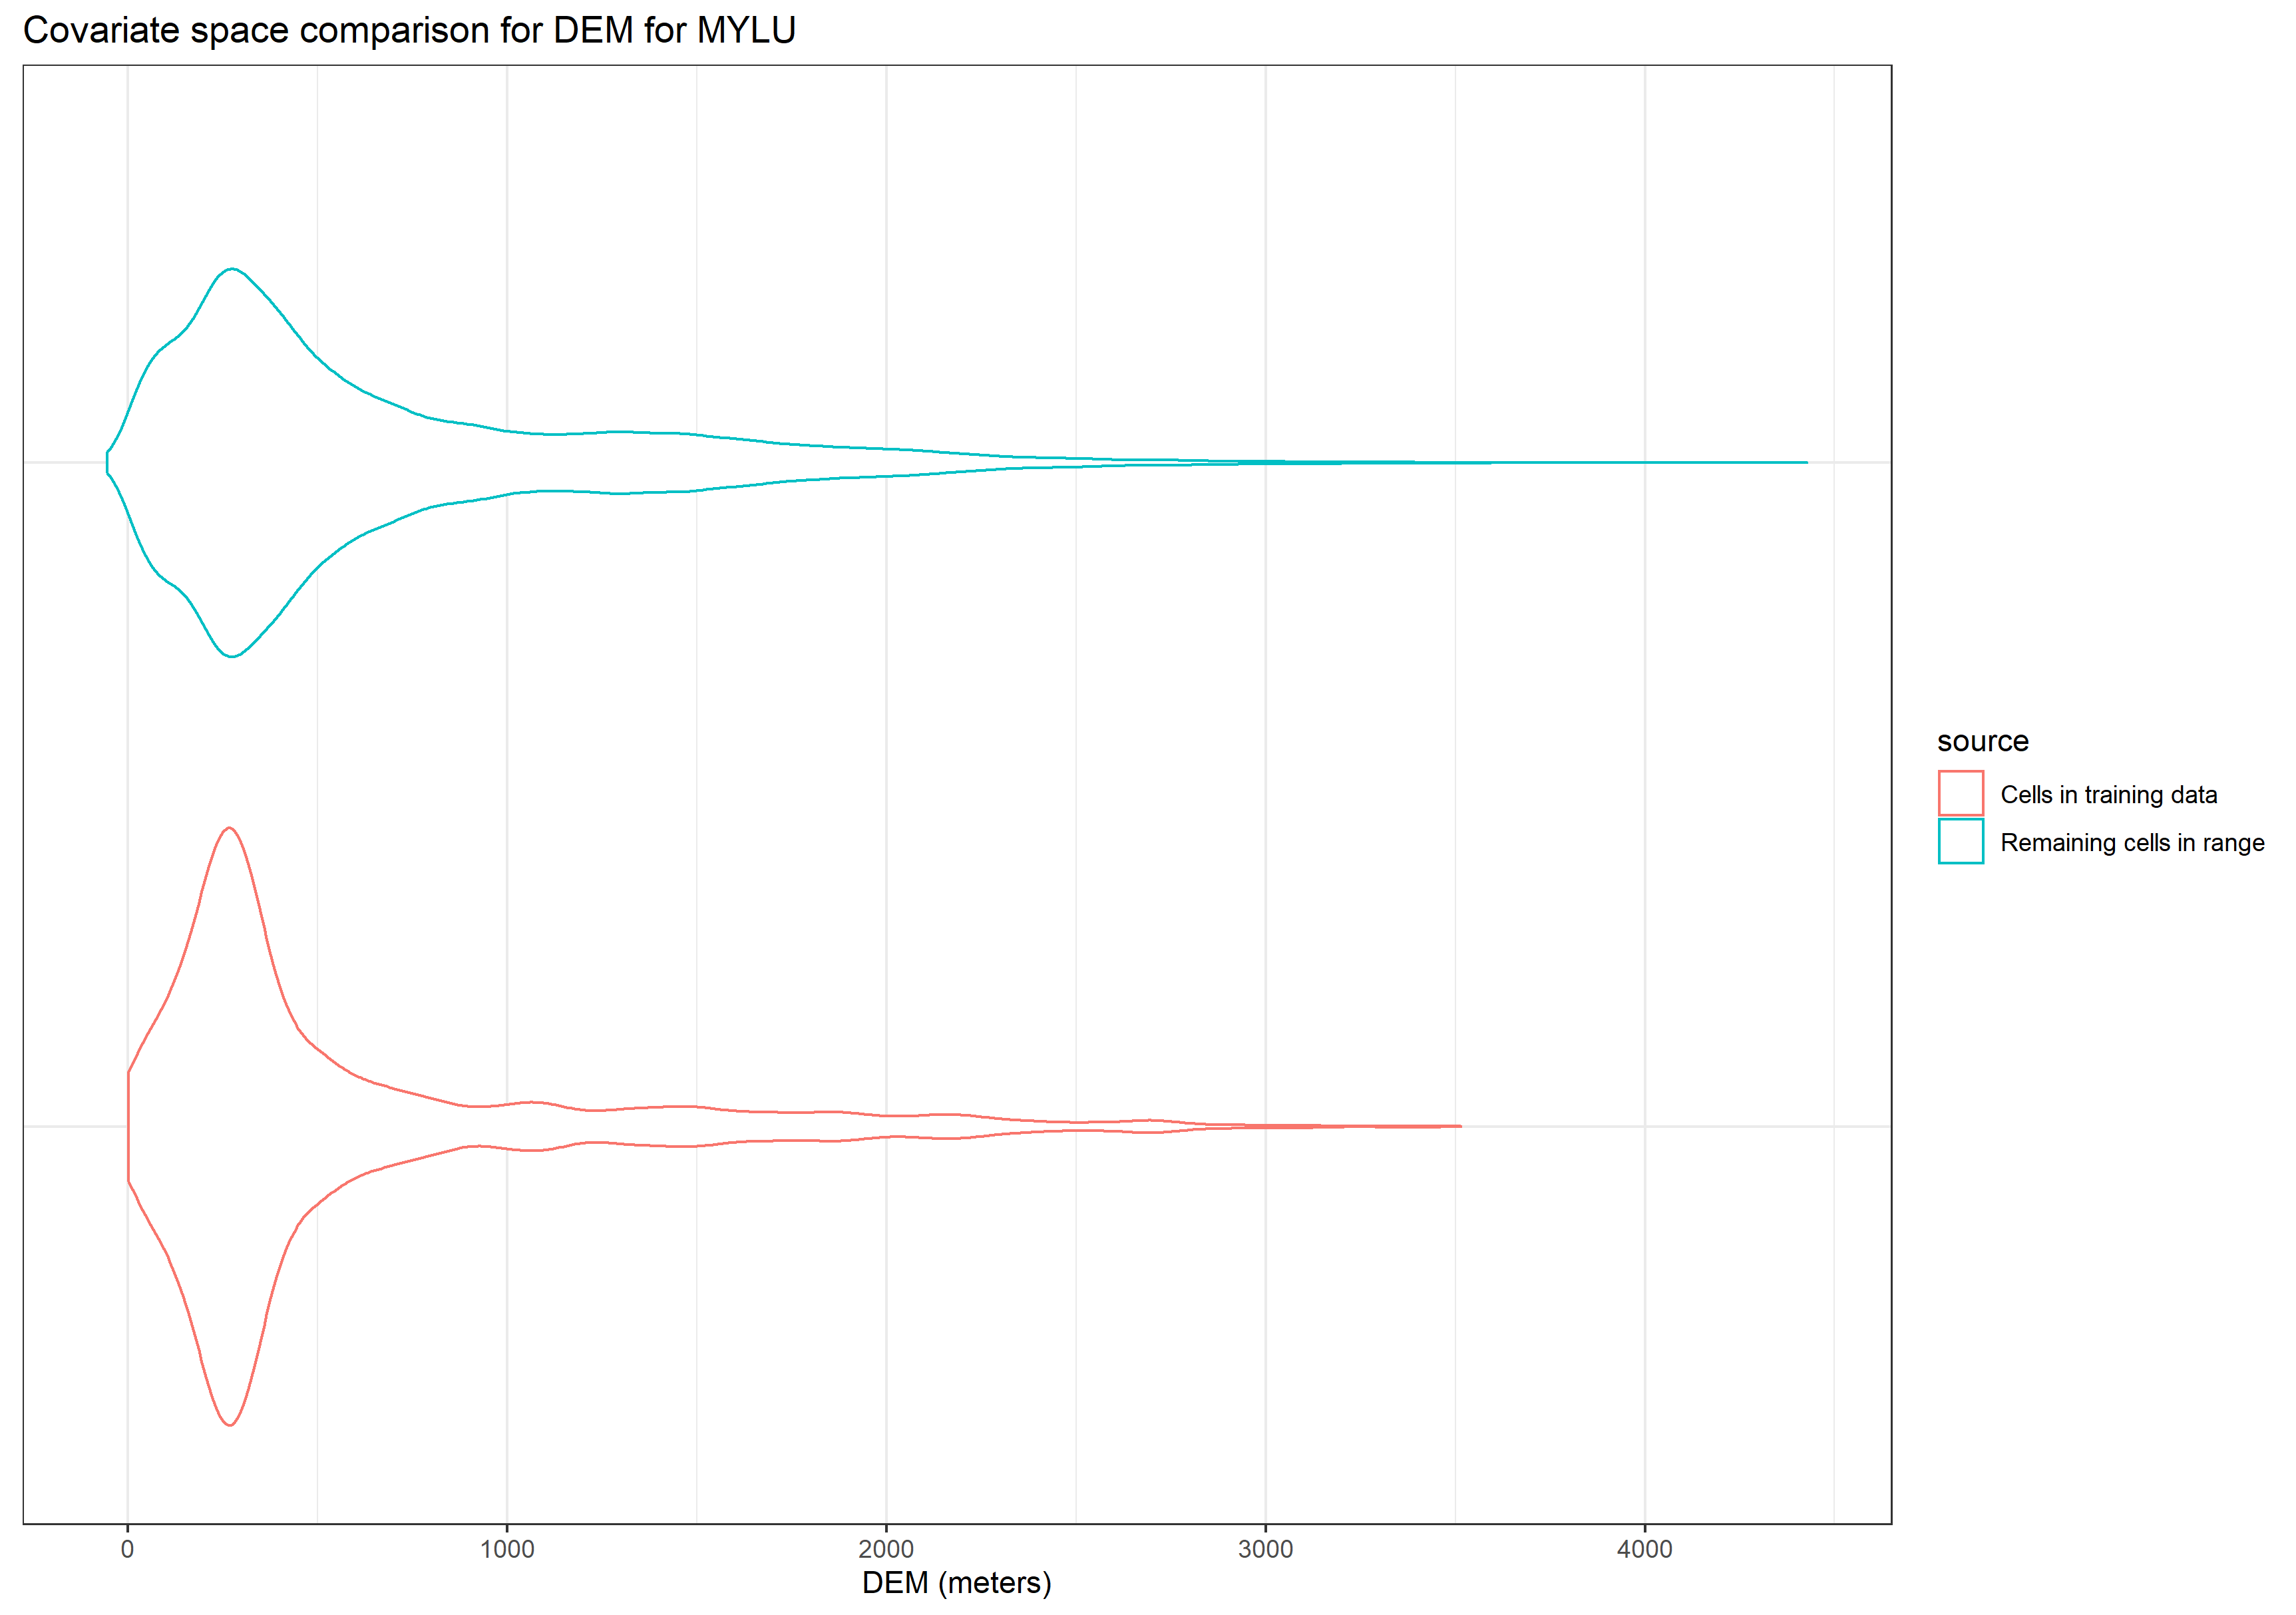 Covariate space comparison for DEM for MYLU
source
Cells in training data
Remaining cells in range
0 1000 2000 3000 4000
DEM (meters)